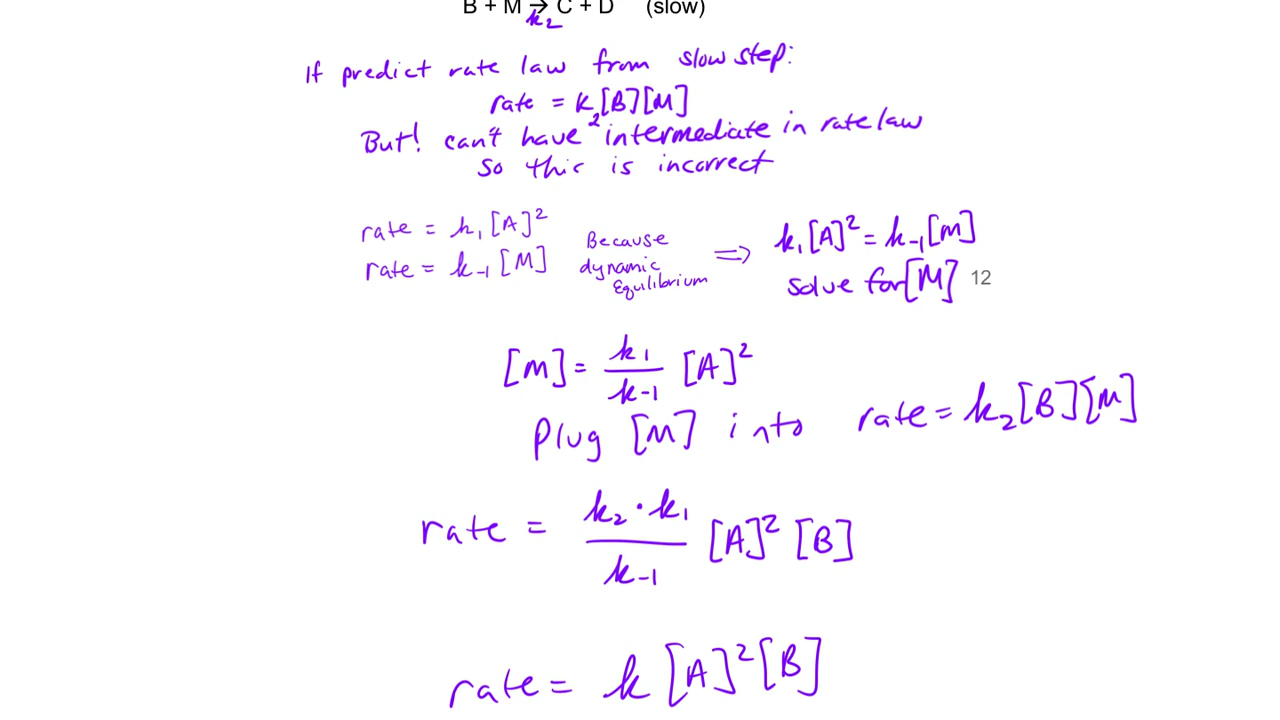 B + M → C + D (slow)
k₂
If predict rate law from slow step:
rate = k₂[B][M]
But! can't have intermediate in rate law
So this is incorrect
rate = k₁[A]²
rate = k₋₁[M]
Because
dynamic
Equilibrium
⇒ k₁[A]² = k₋₁[M]
solve for [M] 12
[M] = k₁/k₋₁ [A]²
Plug [M] into rate = k₂[B][M]
rate = k₂·k₁/k₋₁ [A]² [B]
rate = k [A]²[B]